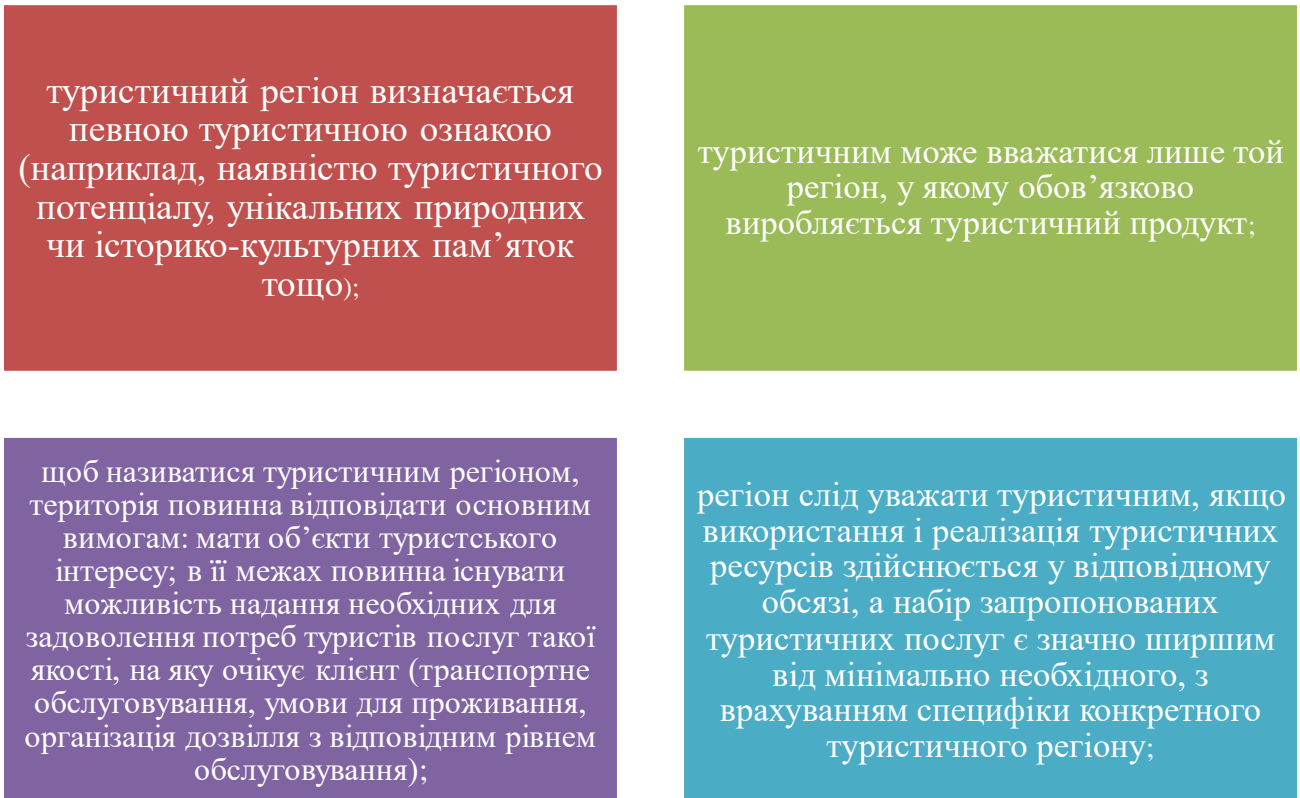 туристичний регіон визначається
певною туристичною ознакою
(наприклад, наявністю туристичного
потенціалу, унікальних природних
чи історико-культурних пам’яток
тощо);
туристичним може вважатися лише той
регіон, у якому обов’язково
виробляється туристичний продукт;
щоб називатися туристичним регіоном,
територія повинна відповідати основним
вимогам: мати об’єкти туристського
інтересу; в її межах повинна існувати
можливість надання необхідних для
задоволення потреб туристів послуг такої
якості, на яку очікує клієнт (транспортне
обслуговування, умови для проживання,
організація дозвілля з відповідним рівнем
обслуговування);
регіон слід уважати туристичним, якщо
використання і реалізація туристичних
ресурсів здійснюється у відповідному
обсязі, а набір запропонованих
туристичних послуг є значно ширшим
від мінімально необхідного, з
врахуванням специфіки конкретного
туристичного регіону;